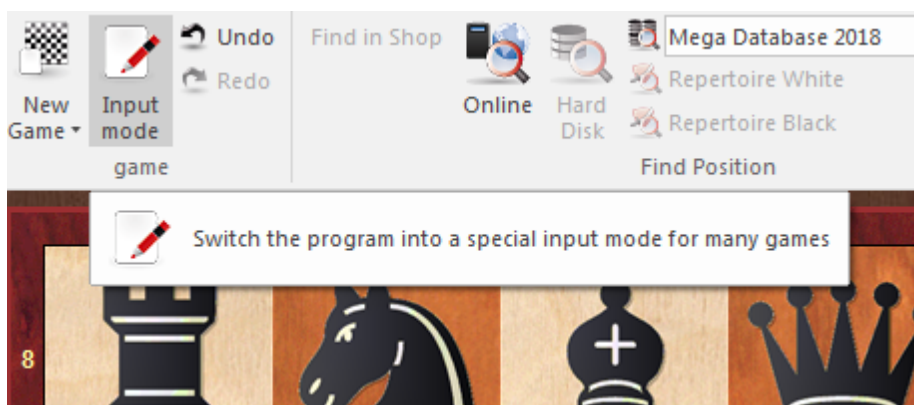 New
Game
Input
mode
Undo
Redo
game
Find in Shop
Online
Hard
Disk
Mega Database 2018
Repertoire White
Repertoire Black
Find Position
Switch the program into a special input mode for many games
8